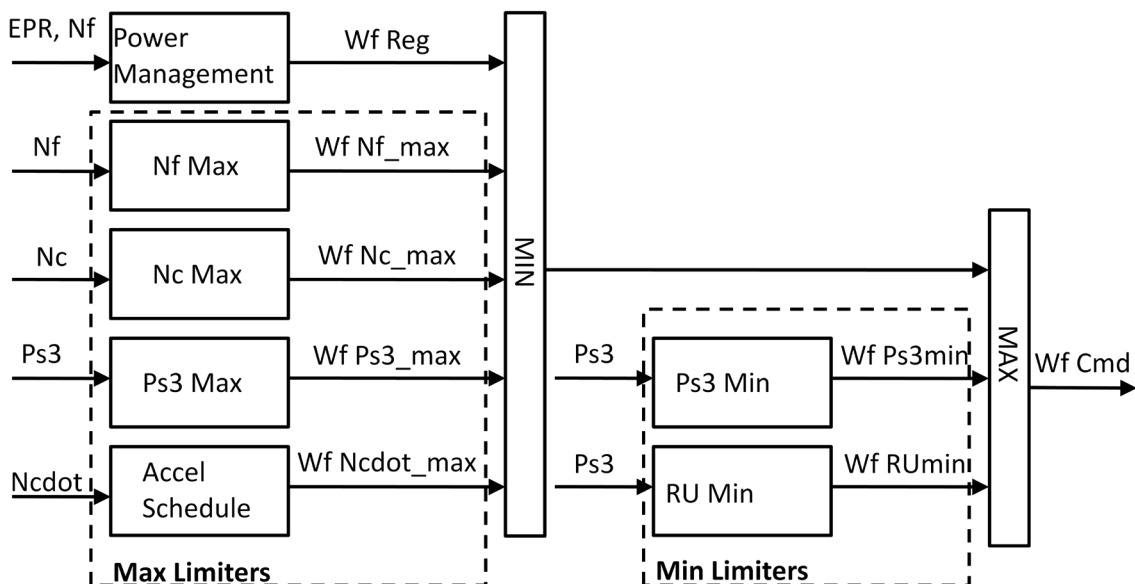 EPR, Nf
Power
Management
Wf Reg
Nf
Nf Max
Wf Nf_max
Nc
Nc Max
Wf Nc_max
MIN
Ps3
Ps3 Max
Wf Ps3_max
Ncdot
Accel
Schedule
Wf Ncdot_max
Max Limiters
Ps3
Ps3 Min
Wf Ps3min
Ps3
RU Min
Wf RUmin
Min Limiters
MAX
Wf Cmd